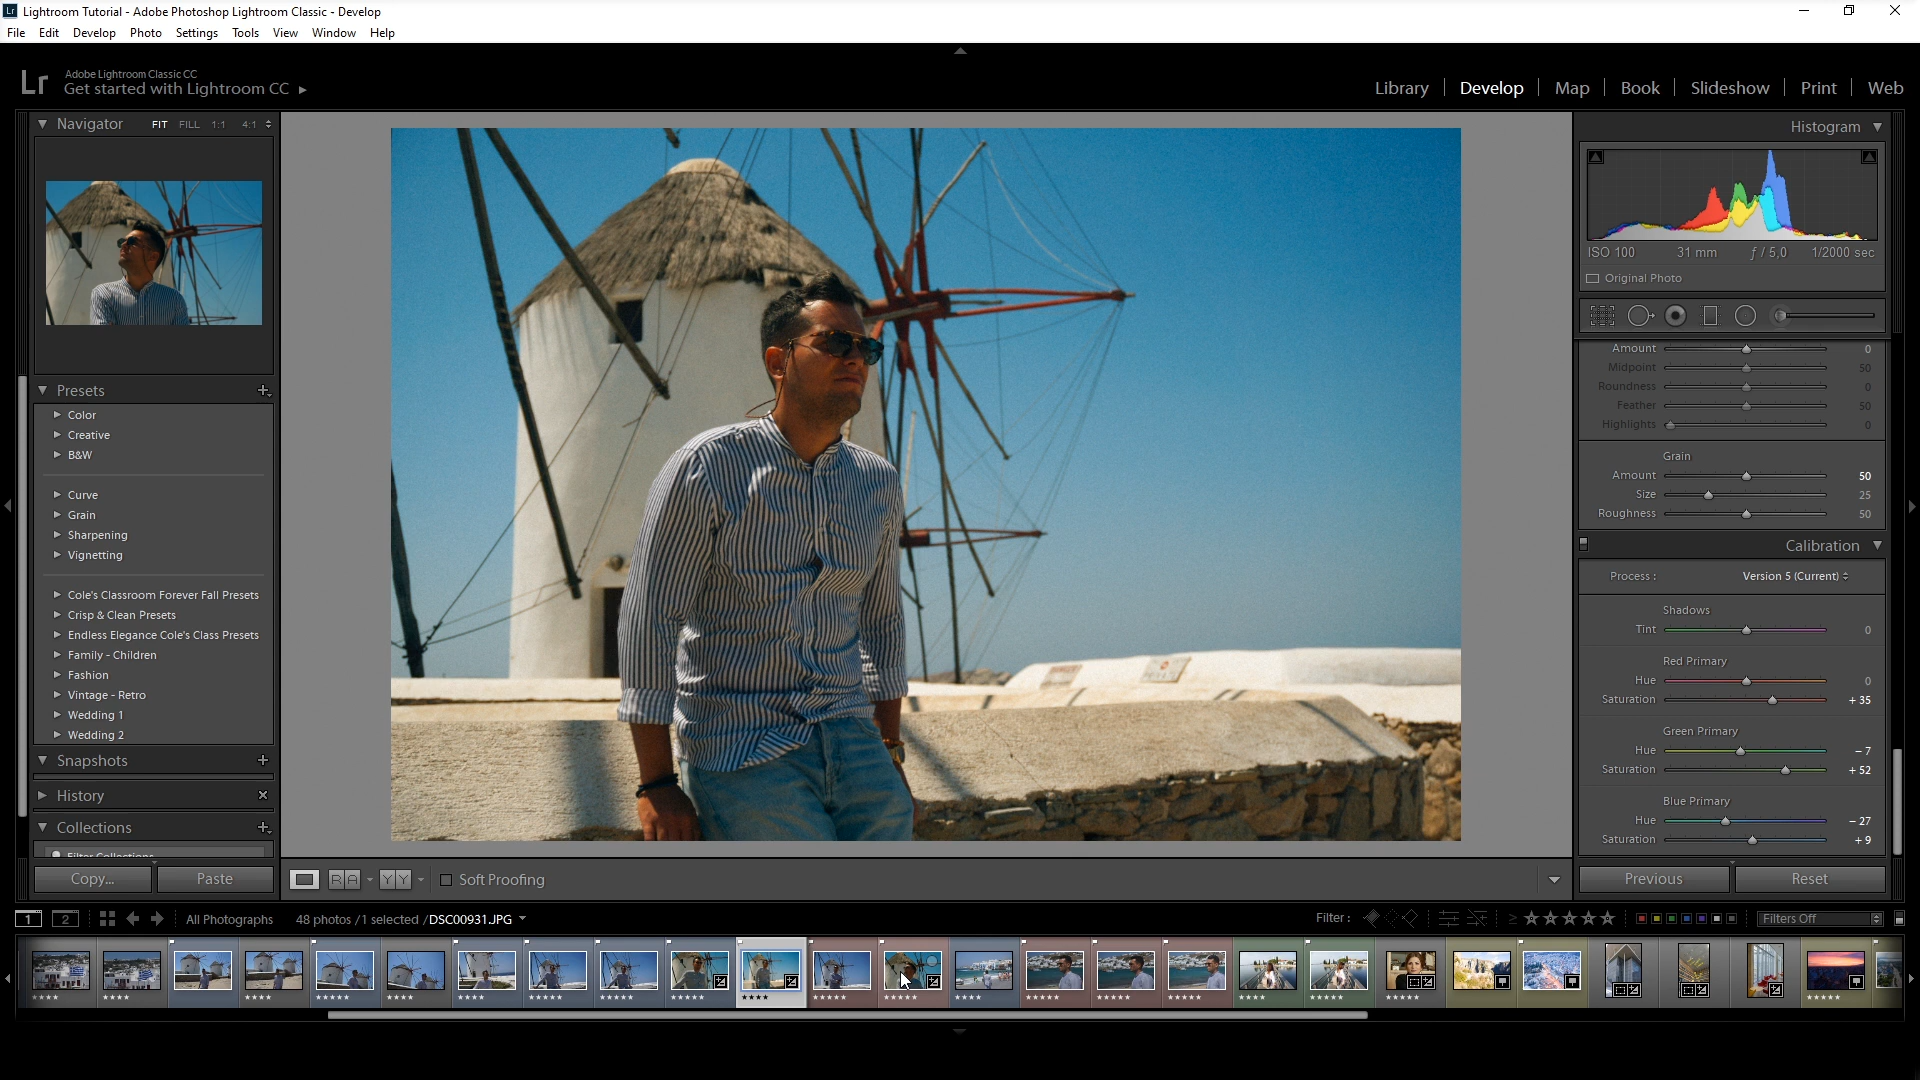 Lr Lightroom Tutorial - Adobe Photoshop Lightroom Classic - Develop
File Edit Develop Photo Settings Tools View Window Help
Lr Adobe Lightroom Classic CC
Get started with Lightroom CC
Library Develop Map Book Slideshow Print Web
Navigator FIT FILL 1:1 4:1
Presets
Color
Creative
B&W
Curve
Grain
Sharpening
Vignetting
Cole's Classroom Forever Fall Presets
Crisp & Clean Presets
Endless Elegance Cole's Class Presets
Family - Children
Fashion
Vintage - Retro
Wedding 1
Wedding 2
Snapshots
History
Collections
Filter Collections
Copy... Paste
R A Y Y Soft Proofing
Histogram
ISO 100 31 mm ƒ / 5,0 1/2000 sec
Original Photo
Amount 0
Midpoint 50
Roundness 0
Feather 50
Highlights 0
Grain
Amount 50
Size 25
Roughness 50
Calibration
Process : Version 5 (Current)
Shadows
Tint 0
Red Primary
Hue 0
Saturation + 35
Green Primary
Hue – 7
Saturation + 52
Blue Primary
Hue – 27
Saturation + 9
Previous Reset
1 2 All Photographs 48 photos / 1 selected / DSC00931.JPG
Filter : ≥ Filters Off